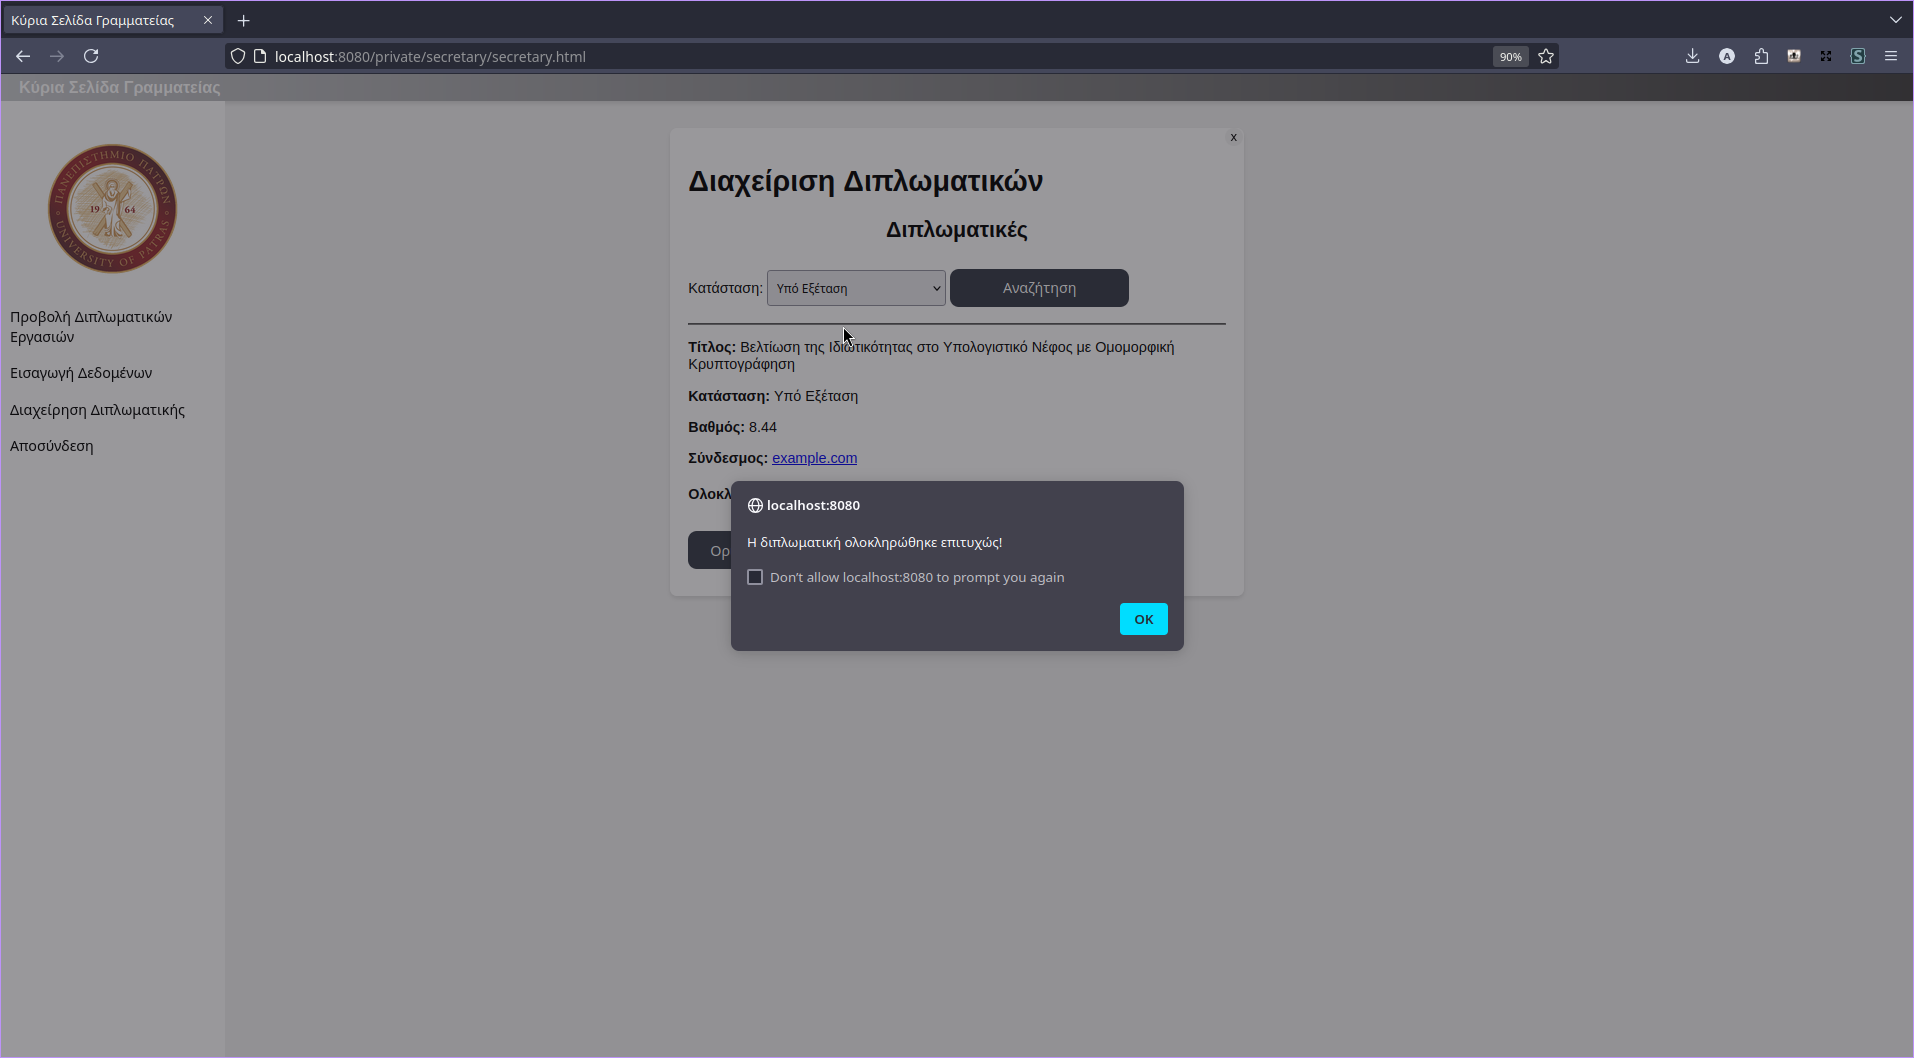 Κύρια Σελίδα Γραμματείας
localhost:8080/private/secretary/secretary.html
90%
A
S
Κύρια Σελίδα Γραμματείας
ΠΑΝΕΠΙΣΤΗΜΙΟ ΠΑΤΡΩΝ
19 64
UNIVERSITY OF PATRAS
Προβολή Διπλωματικών
Εργασιών
Εισαγωγή Δεδομένων
Διαχείρηση Διπλωματικής
Αποσύνδεση
x
Διαχείριση Διπλωματικών
Διπλωματικές
Κατάσταση: Υπό Εξέταση Αναζήτηση
Τίτλος: Βελτίωση της Ιδιωτικότητας στο Υπολογιστικό Νέφος με Ομομορφική
Κρυπτογράφηση
Κατάσταση: Υπό Εξέταση
Βαθμός: 8.44
Σύνδεσμος: example.com
Ολοκλ
Ορ
localhost:8080
Η διπλωματική ολοκληρώθηκε επιτυχώς!
Don't allow localhost:8080 to prompt you again
OK